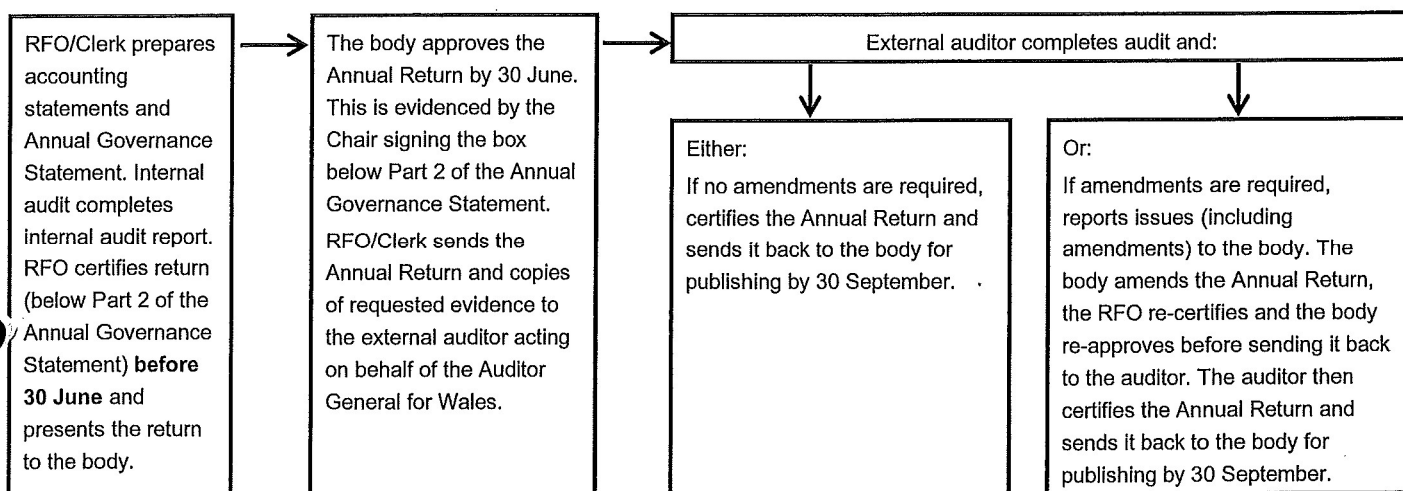 RFO/Clerk prepares
accounting
statements and
Annual Governance
Statement. Internal
audit completes
internal audit report.
RFO certifies return
(below Part 2 of the
Annual Governance
Statement) before
30 June and
presents the return
to the body.
The body approves the
Annual Return by 30 June.
This is evidenced by the
Chair signing the box
below Part 2 of the Annual
Governance Statement.
RFO/Clerk sends the
Annual Return and copies
of requested evidence to
the external auditor acting
on behalf of the Auditor
General for Wales.
External auditor completes audit and:
Either:
If no amendments are required,
certifies the Annual Return and
sends it back to the body for
publishing by 30 September.
Or:
If amendments are required,
reports issues (including
amendments) to the body. The
body amends the Annual Return,
the RFO re-certifies and the body
re-approves before sending it back
to the auditor. The auditor then
certifies the Annual Return and
sends it back to the body for
publishing by 30 September.